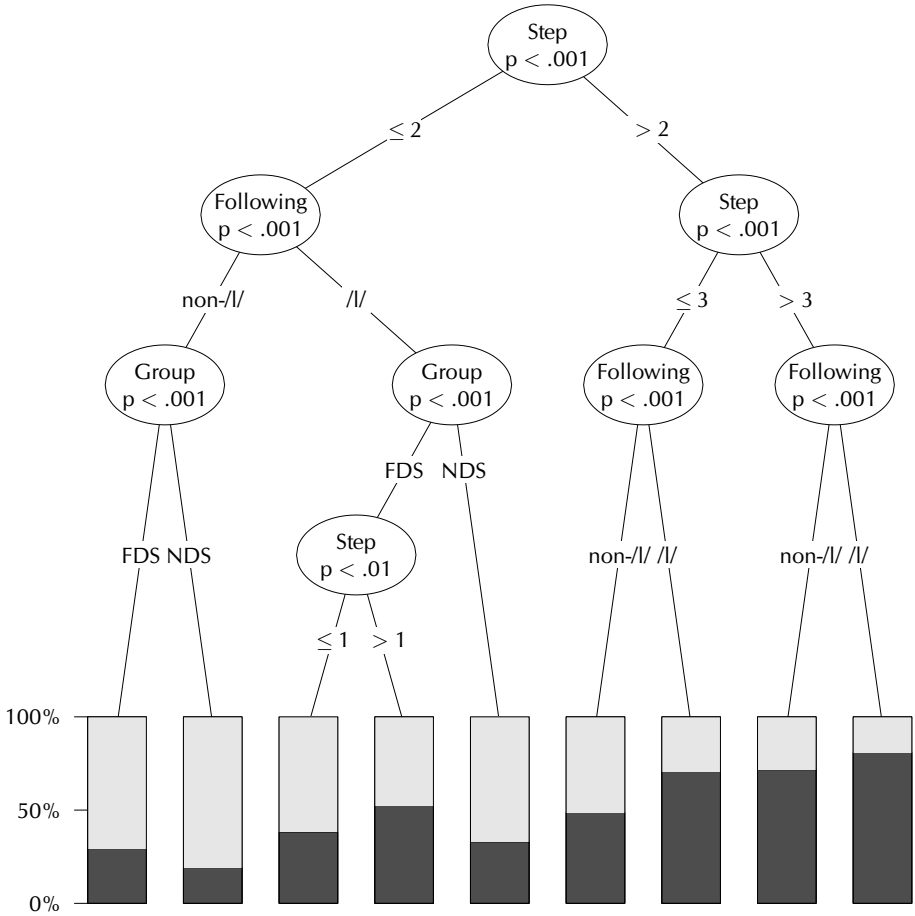 Step
p < .001
≤ 2
> 2
Following
p < .001
Step
p < .001
non-/l/
/l/
≤ 3
> 3
Group
p < .001
Group
p < .001
Following
p < .001
Following
p < .001
FDS
NDS
FDS
NDS
Step
p < .01
non-/l/
/l/
non-/l/
/l/
≤ 1
> 1
100%
50%
0%